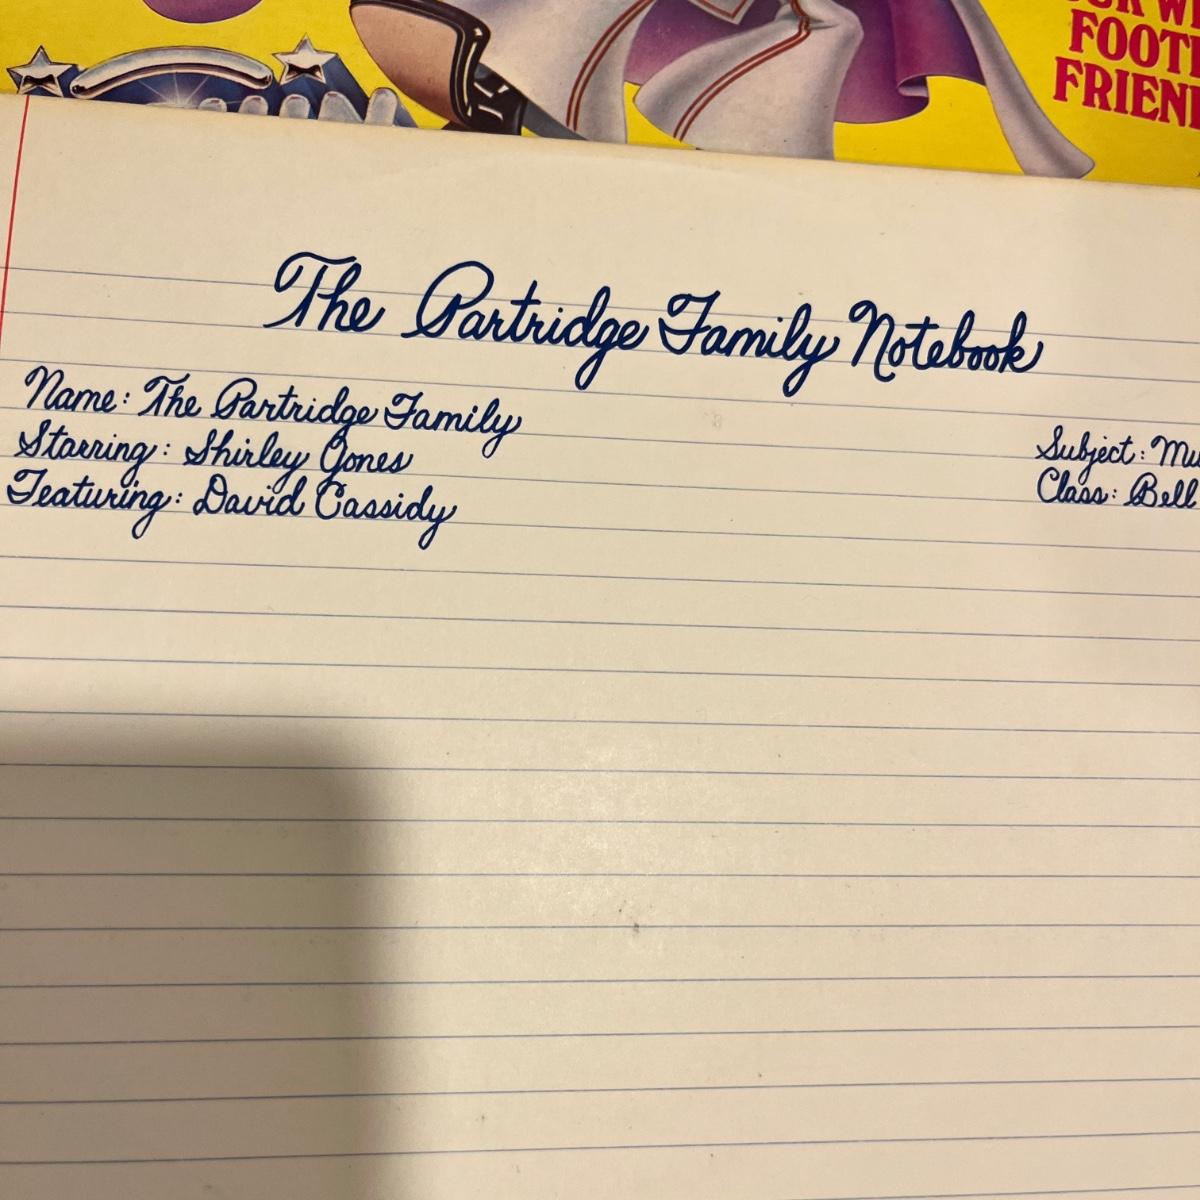 FOOT
FRIEN
The Partridge Family Notebook
Name: The Partridge Family
Starring: Shirley Jones
Featuring: David Cassidy
Subject: Mu
Class: Bell